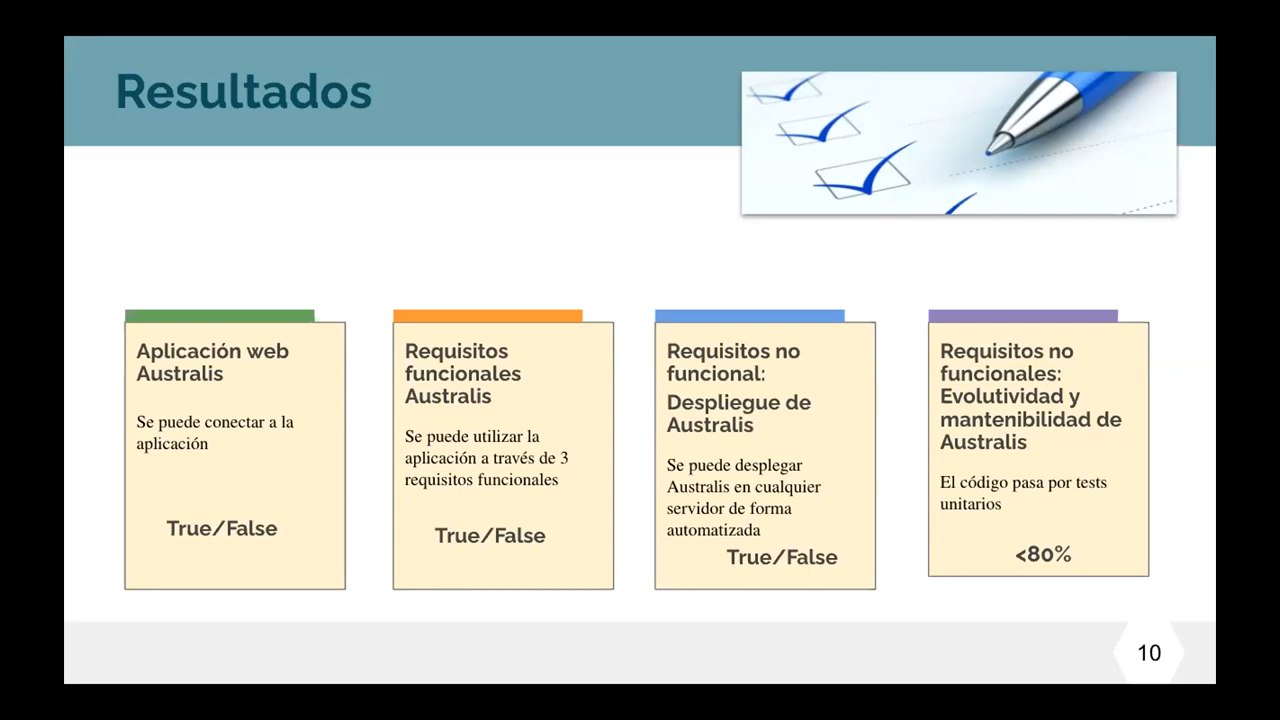 Resultados
Aplicación web
Australis
Se puede conectar a la
aplicación
True/False
Requisitos
funcionales
Australis
Se puede utilizar la
aplicación a través de 3
requisitos funcionales
True/False
Requisitos no
funcional:
Despliegue de
Australis
Se puede desplegar
Australis en cualquier
servidor de forma
automatizada
True/False
Requisitos no
funcionales:
Evolutividad y
mantenibilidad de
Australis
El código pasa por tests
unitarios
<80%
10